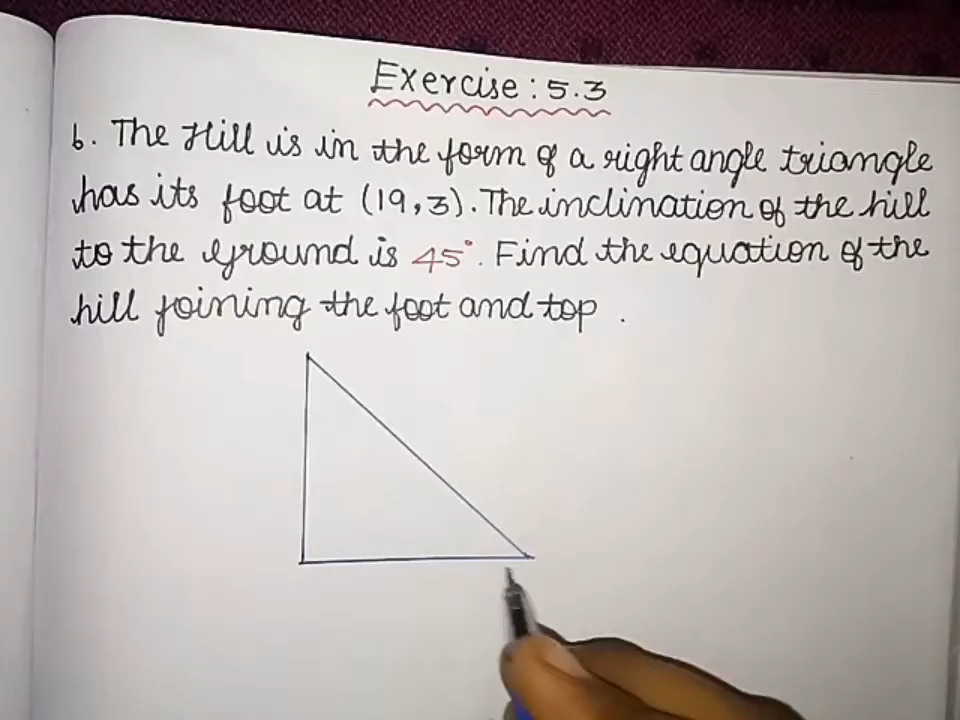 Exercise: 5.3
6. The Hill is in the form of a right angle triangle
has its foot at (19,3). The inclination of the hill
to the Ground is 45°. Find the equation of the
hill joining the foot and top.